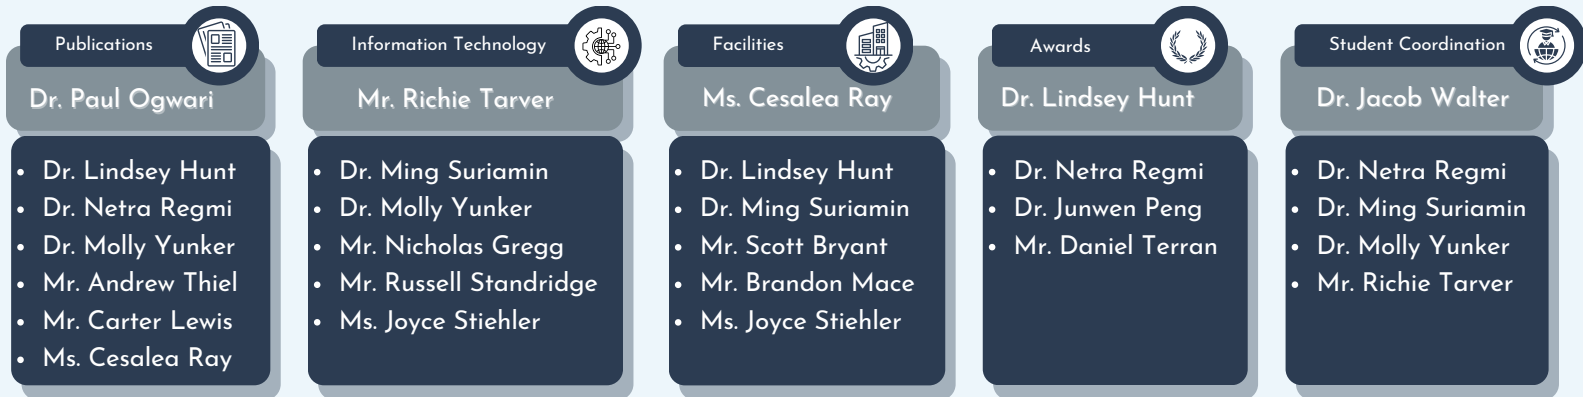 Publications
Dr. Paul Ogwari
• Dr. Lindsey Hunt
• Dr. Netra Regmi
• Dr. Molly Yunker
• Mr. Andrew Thiel
• Mr. Carter Lewis
• Ms. Cesalea Ray
Information Technology
Mr. Richie Tarver
• Dr. Ming Suriamin
• Dr. Molly Yunker
• Mr. Nicholas Gregg
• Mr. Russell Standridge
• Ms. Joyce Stiehler
Facilities
Ms. Cesalea Ray
• Dr. Lindsey Hunt
• Dr. Ming Suriamin
• Mr. Scott Bryant
• Mr. Brandon Mace
• Ms. Joyce Stiehler
Awards
Dr. Lindsey Hunt
• Dr. Netra Regmi
• Dr. Junwen Peng
• Mr. Daniel Terran
Student Coordination
Dr. Jacob Walter
• Dr. Netra Regmi
• Dr. Ming Suriamin
• Dr. Molly Yunker
• Mr. Richie Tarver